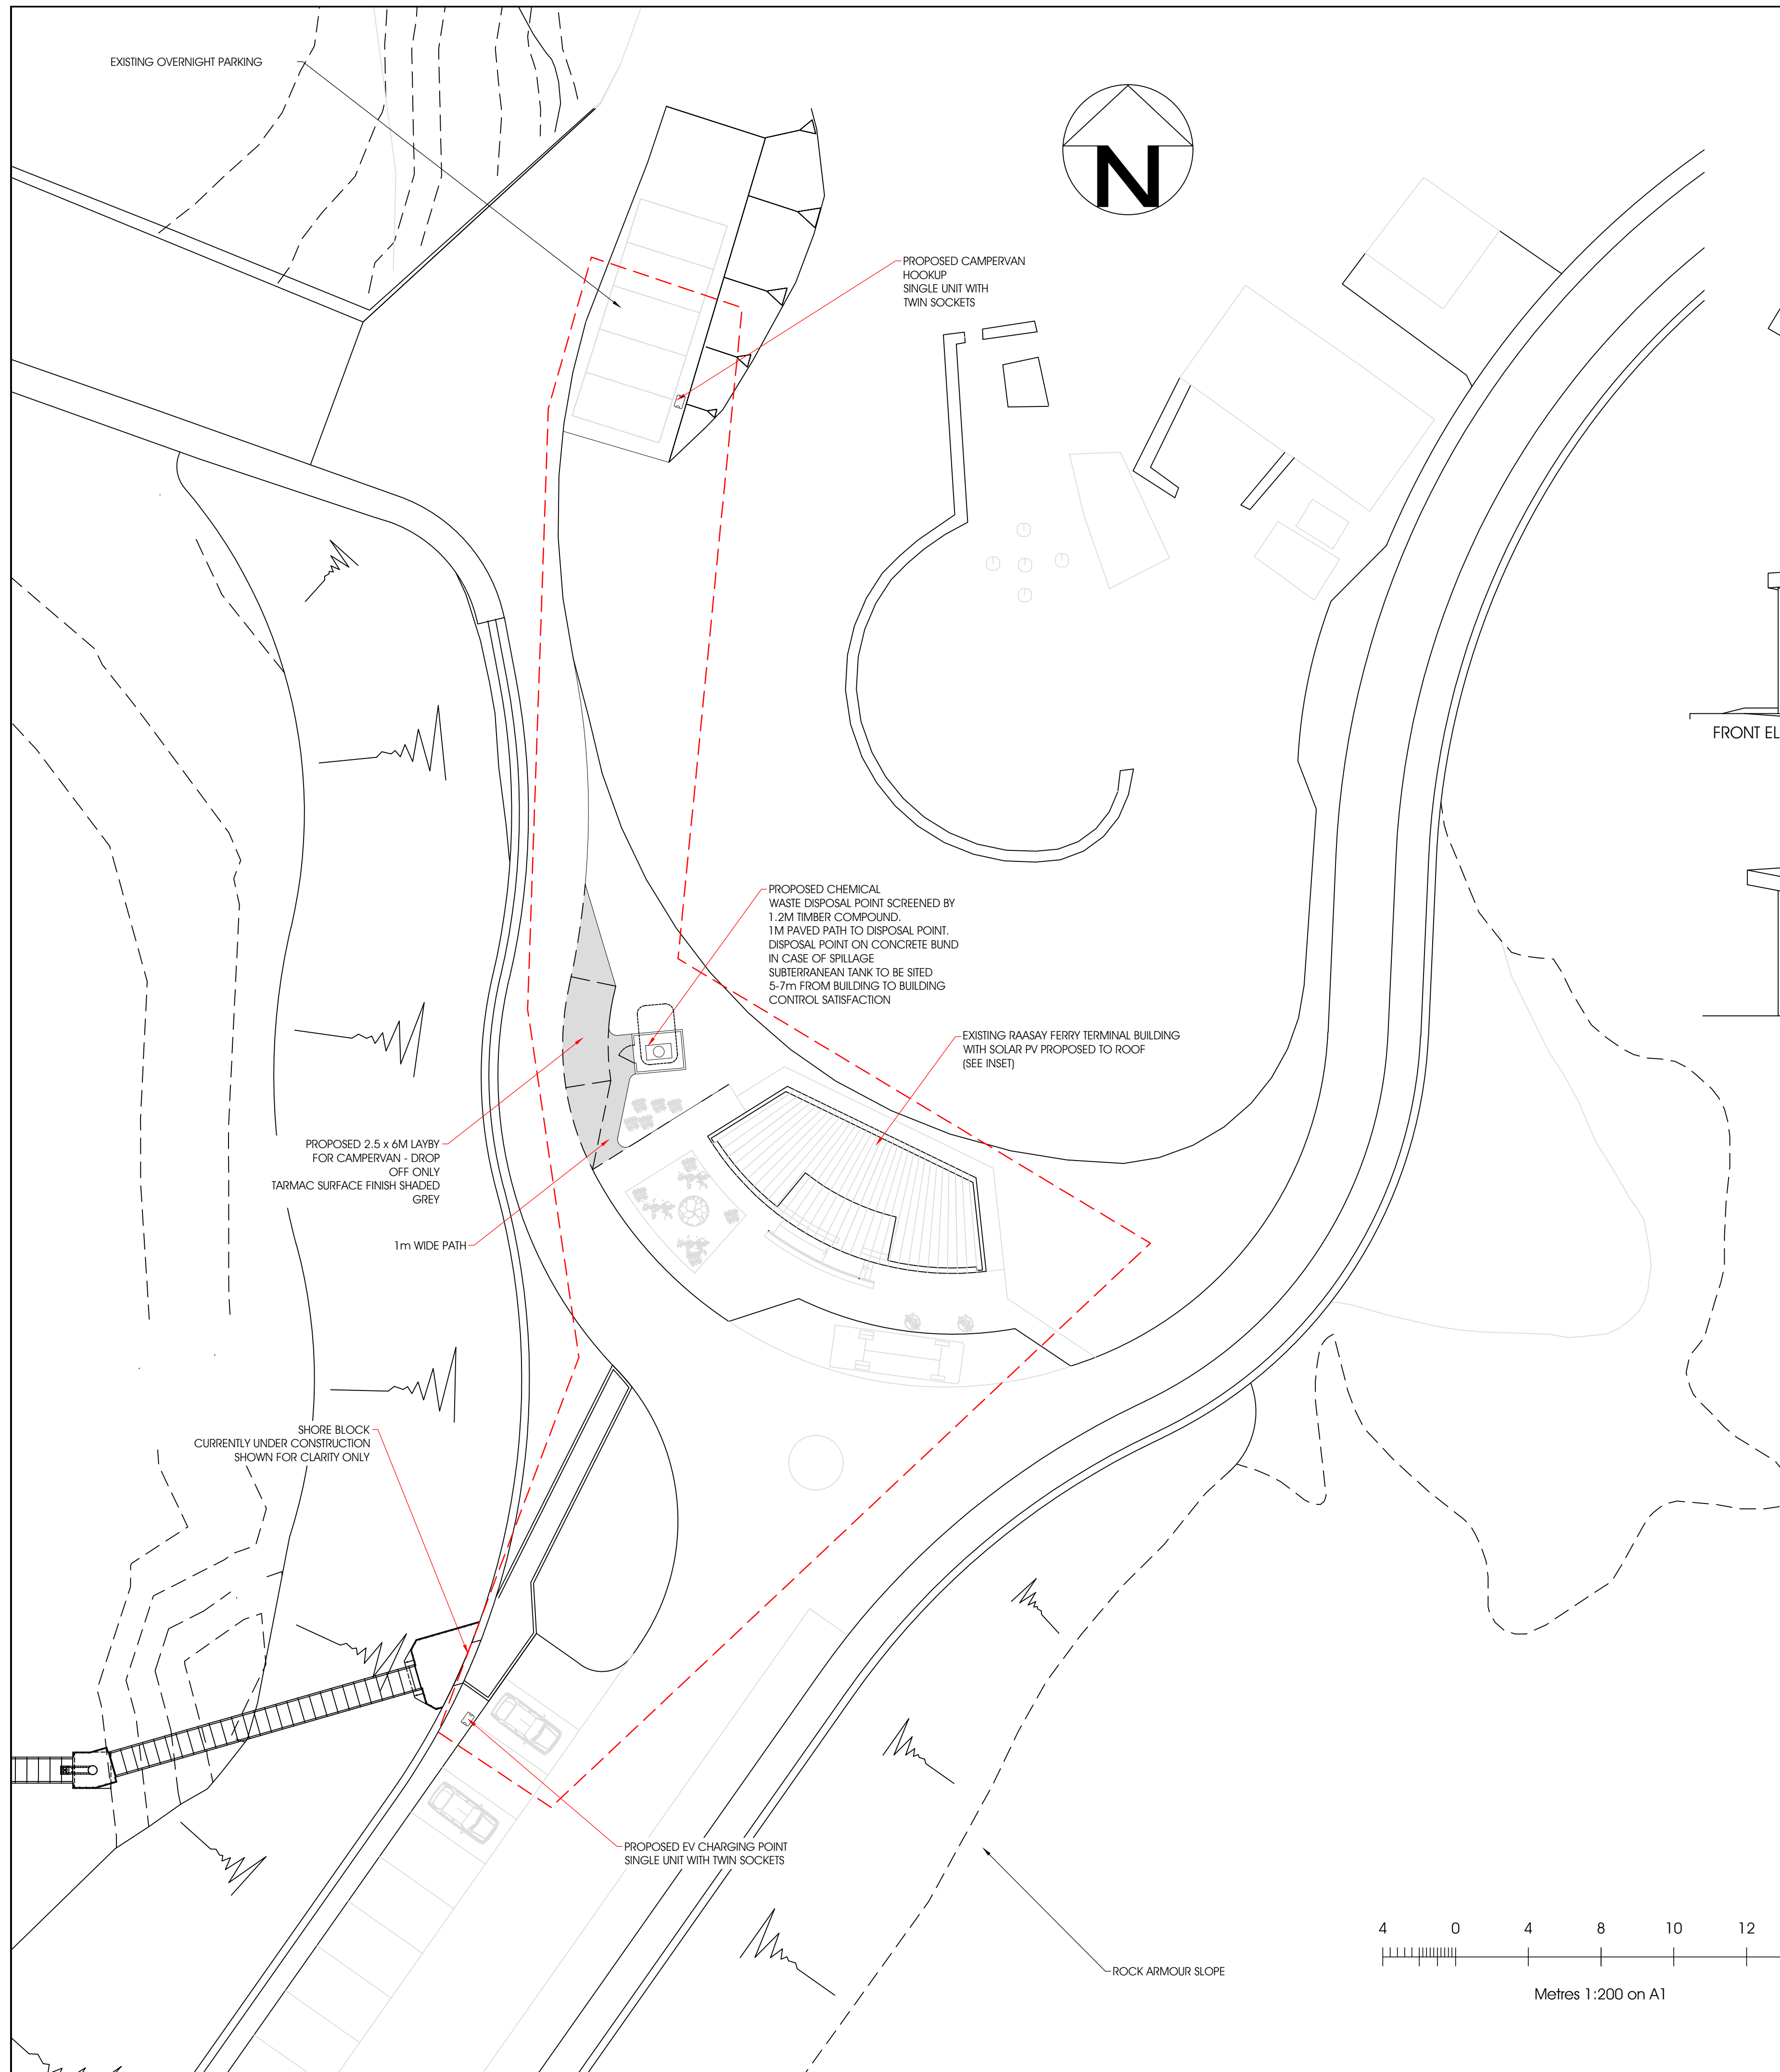 EXISTING OVERNIGHT PARKING
N
PROPOSED CAMPERVAN
HOOKUP
SINGLE UNIT WITH
TWIN SOCKETS
FRONT EL
PROPOSED CHEMICAL
WASTE DISPOSAL POINT SCREENED BY
1.2M TIMBER COMPOUND.
1M PAVED PATH TO DISPOSAL POINT.
DISPOSAL POINT ON CONCRETE BUND
IN CASE OF SPILLAGE
SUBTERRANEAN TANK TO BE SITED
5-7m FROM BUILDING TO BUILDING
CONTROL SATISFACTION
EXISTING RAASAY FERRY TERMINAL BUILDING
WITH SOLAR PV PROPOSED TO ROOF
(SEE INSET)
PROPOSED 2.5 x 6M LAYBY
FOR CAMPERVAN - DROP
OFF ONLY
TARMAC SURFACE FINISH SHADED
GREY
1m WIDE PATH
SHORE BLOCK
CURRENTLY UNDER CONSTRUCTION
SHOWN FOR CLARITY ONLY
PROPOSED EV CHARGING POINT
SINGLE UNIT WITH TWIN SOCKETS
ROCK ARMOUR SLOPE
4 0 4 8 10 12
Metres 1:200 on A1